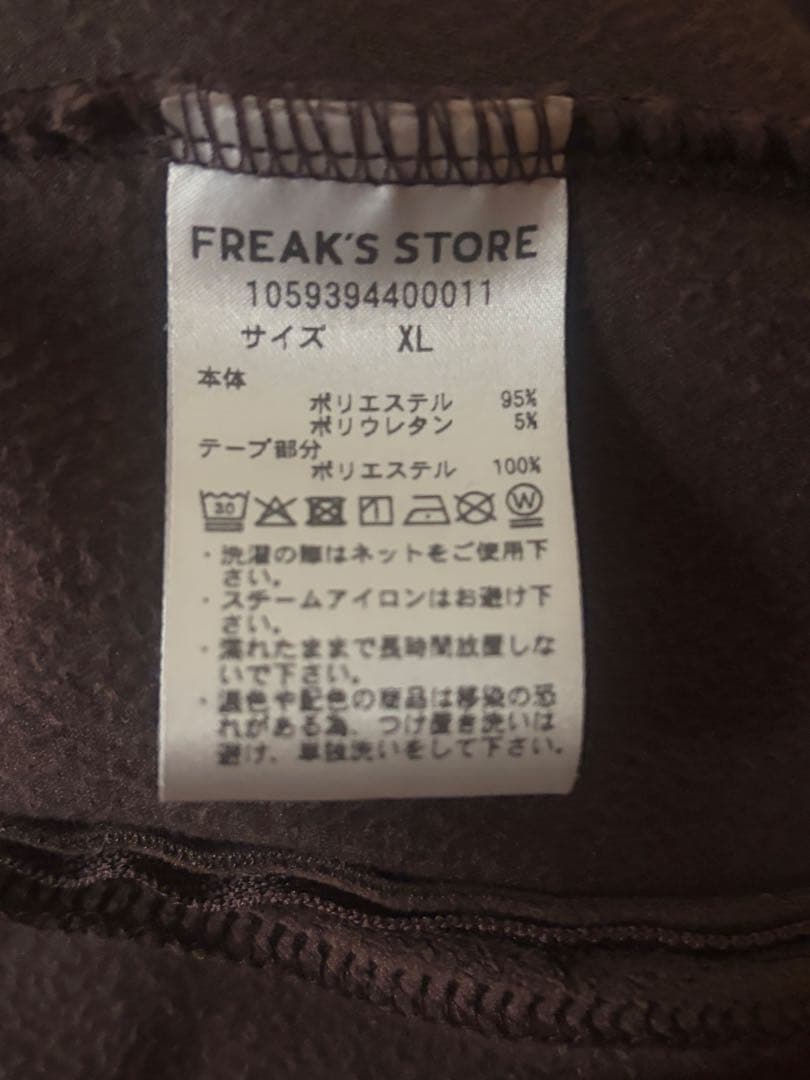 FREAK'S STORE
1059394400011
サイズ XL
本体
ポリエステル 95%
ポリウレタン 5%
テープ部分
ポリエステル 100%
30 W
・洗濯の際はネットをご使用下
さい。
・スチームアイロンはお避け下
さい。
・濡れたままで長時間放置しな
いで下さい。
・濃色や配色の商品は移染の恐
れがある為、つけ置き洗いは
避け、単独洗いをして下さい。